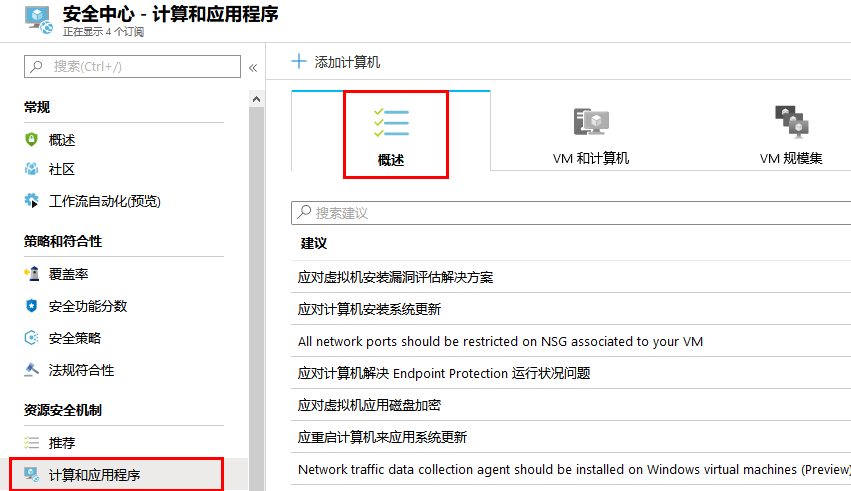 安全中心 - 计算和应用程序
正在显示 4 个订阅
搜索(Ctrl+/)
«
常规
概述
社区
工作流自动化(预览)
策略和符合性
覆盖率
安全功能分数
安全策略
法规符合性
资源安全机制
推荐
计算和应用程序
添加计算机
概述
VM 和计算机
VM 规模集
搜索建议
建议
应对虚拟机安装漏洞评估解决方案
应对计算机安装系统更新
All network ports should be restricted on NSG associated to your VM
应对计算机解决 Endpoint Protection 运行状况问题
应对虚拟机应用磁盘加密
应重启计算机来应用系统更新
Network traffic data collection agent should be installed on Windows virtual machines (Preview)